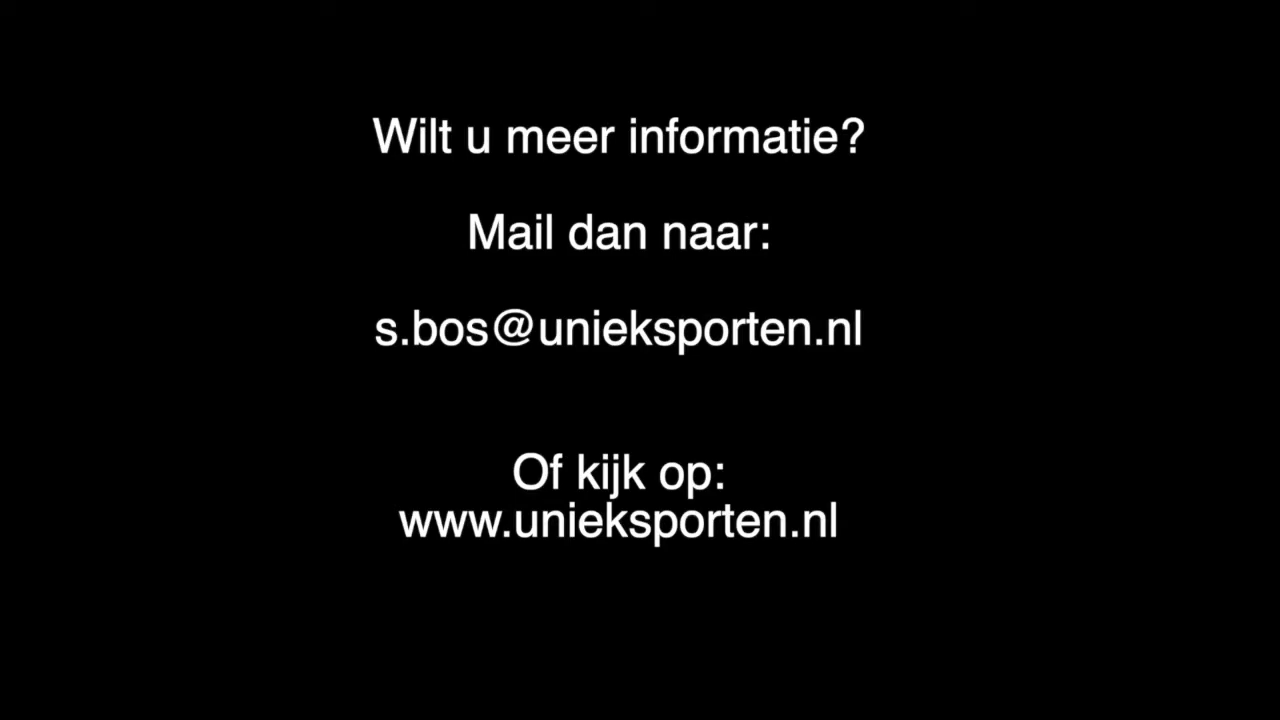 Wilt u meer informatie?
Mail dan naar:
s.bos@unieksporten.nl
Of kijk op:
www.unieksporten.nl